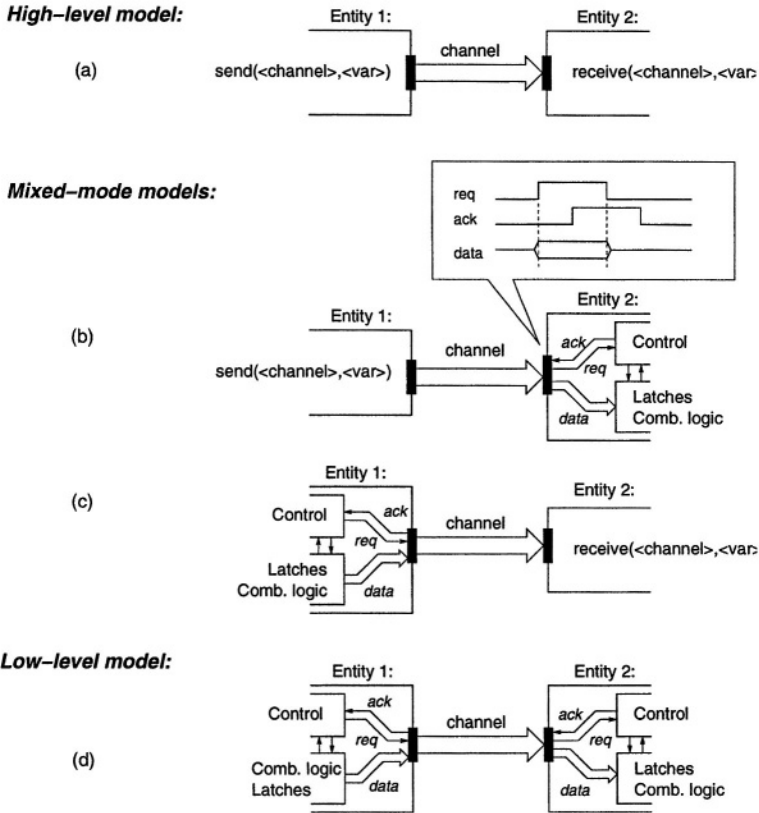 High–level model:
Entity 1:
Entity 2:
(a)
send(<channel>,<var>)
channel
receive(<channel>,<var>
Mixed–mode models:
req
ack
data
(b)
Entity 1:
Entity 2:
send(<channel>,<var>)
channel
ack
req
data
Control
Latches
Comb. logic
(c)
Entity 1:
Entity 2:
Control
Latches
Comb. logic
ack
req
data
channel
receive(<channel>,<var>
Low–level model:
(d)
Entity 1:
Entity 2:
Control
Comb. logic
Latches
ack
req
data
channel
ack
req
data
Control
Latches
Comb. logic